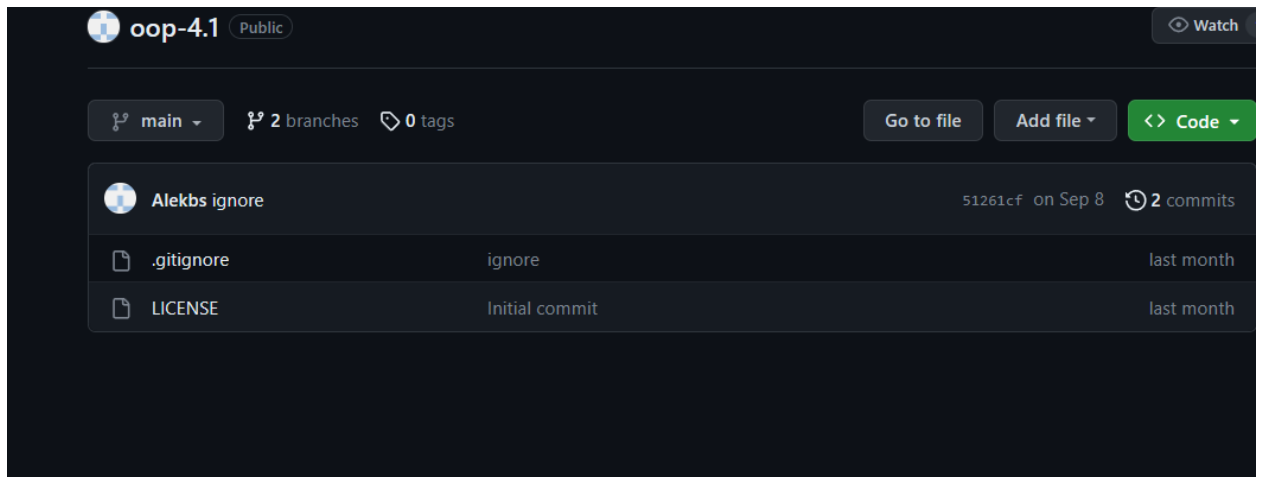 oop-4.1 Public Watch
main 2 branches 0 tags Go to file Add file Code
Alekbs ignore 51261cf on Sep 8 2 commits
.gitignore ignore last month
LICENSE Initial commit last month